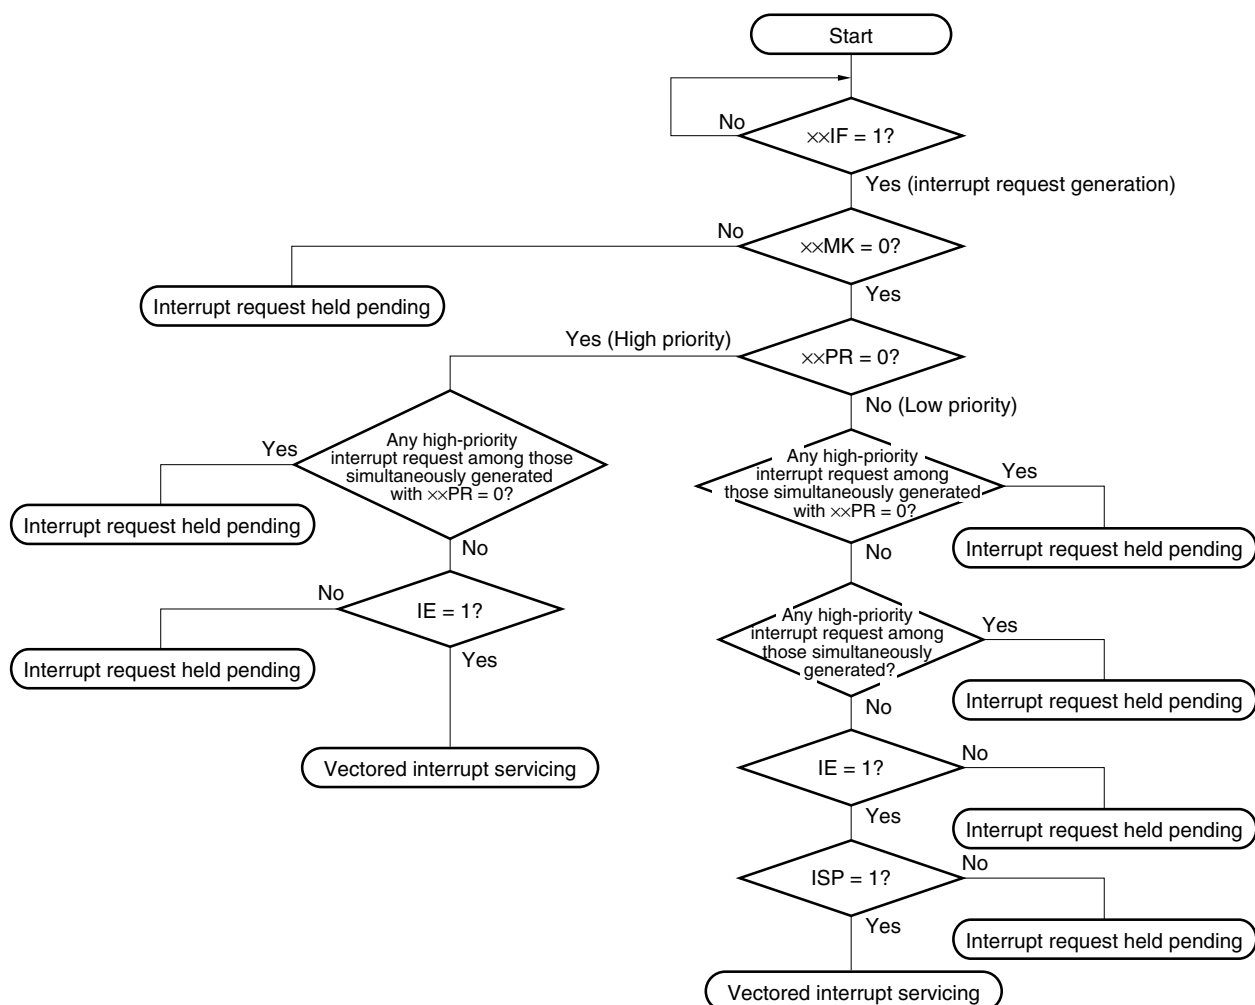 Start
No
××IF = 1?
Yes (interrupt request generation)
No
××MK = 0?
Interrupt request held pending
Yes
Yes (High priority)
××PR = 0?
No (Low priority)
Yes
Any high-priority
interrupt request among those
simultaneously generated
with ××PR = 0?
Any high-priority
interrupt request among
those simultaneously generated
with ××PR = 0?
Yes
Interrupt request held pending
No
No
Interrupt request held pending
No
IE = 1?
Interrupt request held pending
Yes
Any high-priority
interrupt request among
those simultaneously
generated?
Yes
Interrupt request held pending
No
Vectored interrupt servicing
IE = 1?
No
Yes
Interrupt request held pending
ISP = 1?
No
Yes
Interrupt request held pending
Vectored interrupt servicing